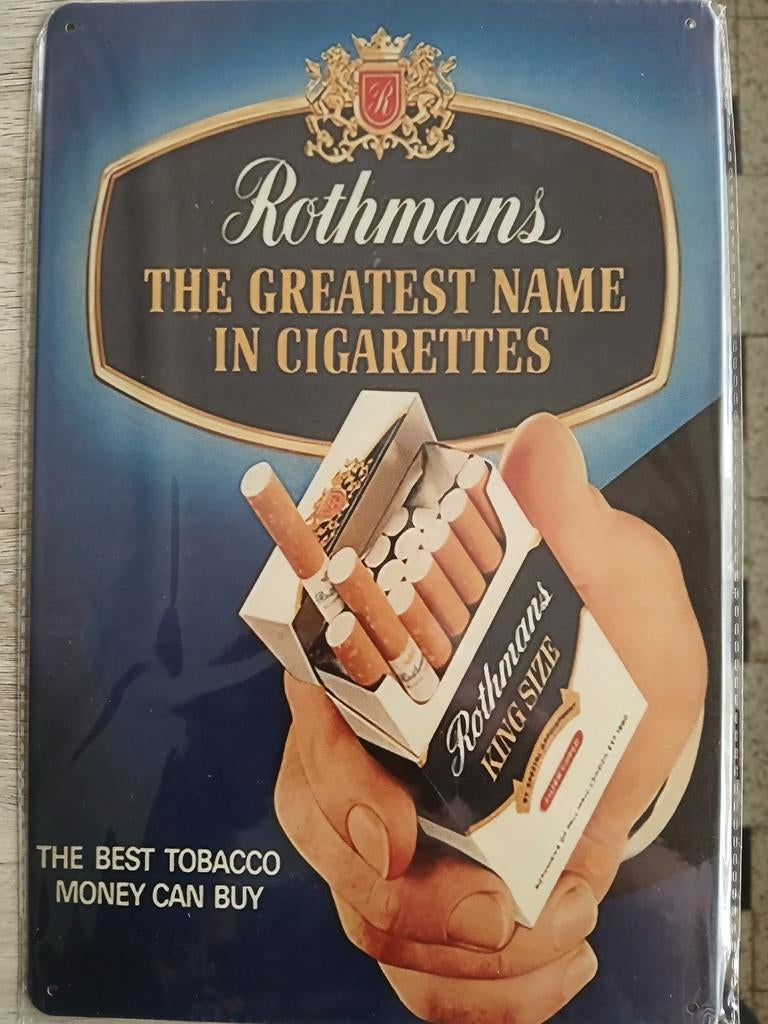 R
Rothmans
THE GREATEST NAME
IN CIGARETTES
Rothmans
KING SIZE
THE BEST TOBACCO
MONEY CAN BUY